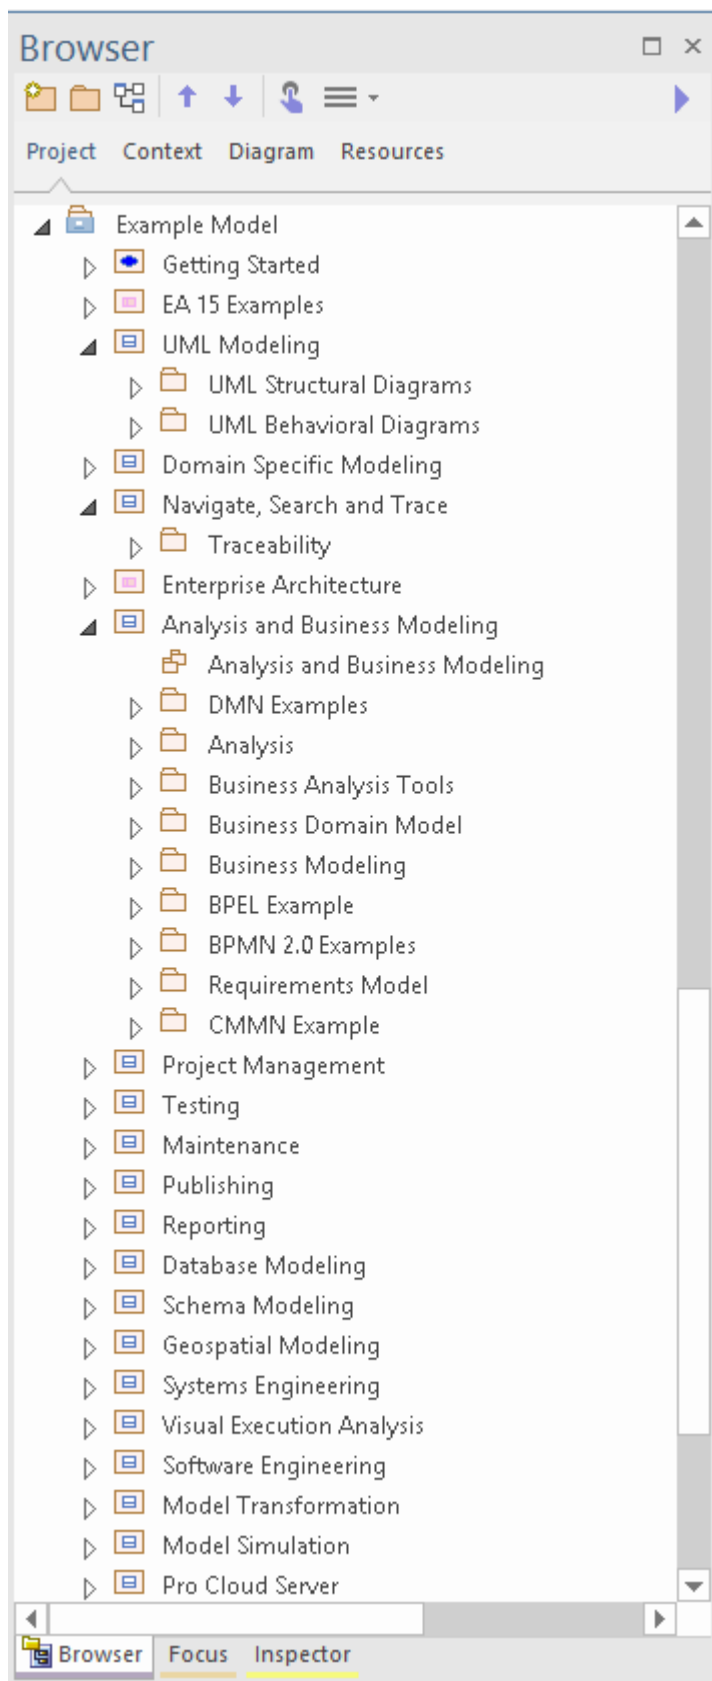 Browser
Project Context Diagram Resources
Example Model
Getting Started
EA 15 Examples
UML Modeling
UML Structural Diagrams
UML Behavioral Diagrams
Domain Specific Modeling
Navigate, Search and Trace
Traceability
Enterprise Architecture
Analysis and Business Modeling
Analysis and Business Modeling
DMN Examples
Analysis
Business Analysis Tools
Business Domain Model
Business Modeling
BPEL Example
BPMN 2.0 Examples
Requirements Model
CMMN Example
Project Management
Testing
Maintenance
Publishing
Reporting
Database Modeling
Schema Modeling
Geospatial Modeling
Systems Engineering
Visual Execution Analysis
Software Engineering
Model Transformation
Model Simulation
Pro Cloud Server
Browser Focus Inspector